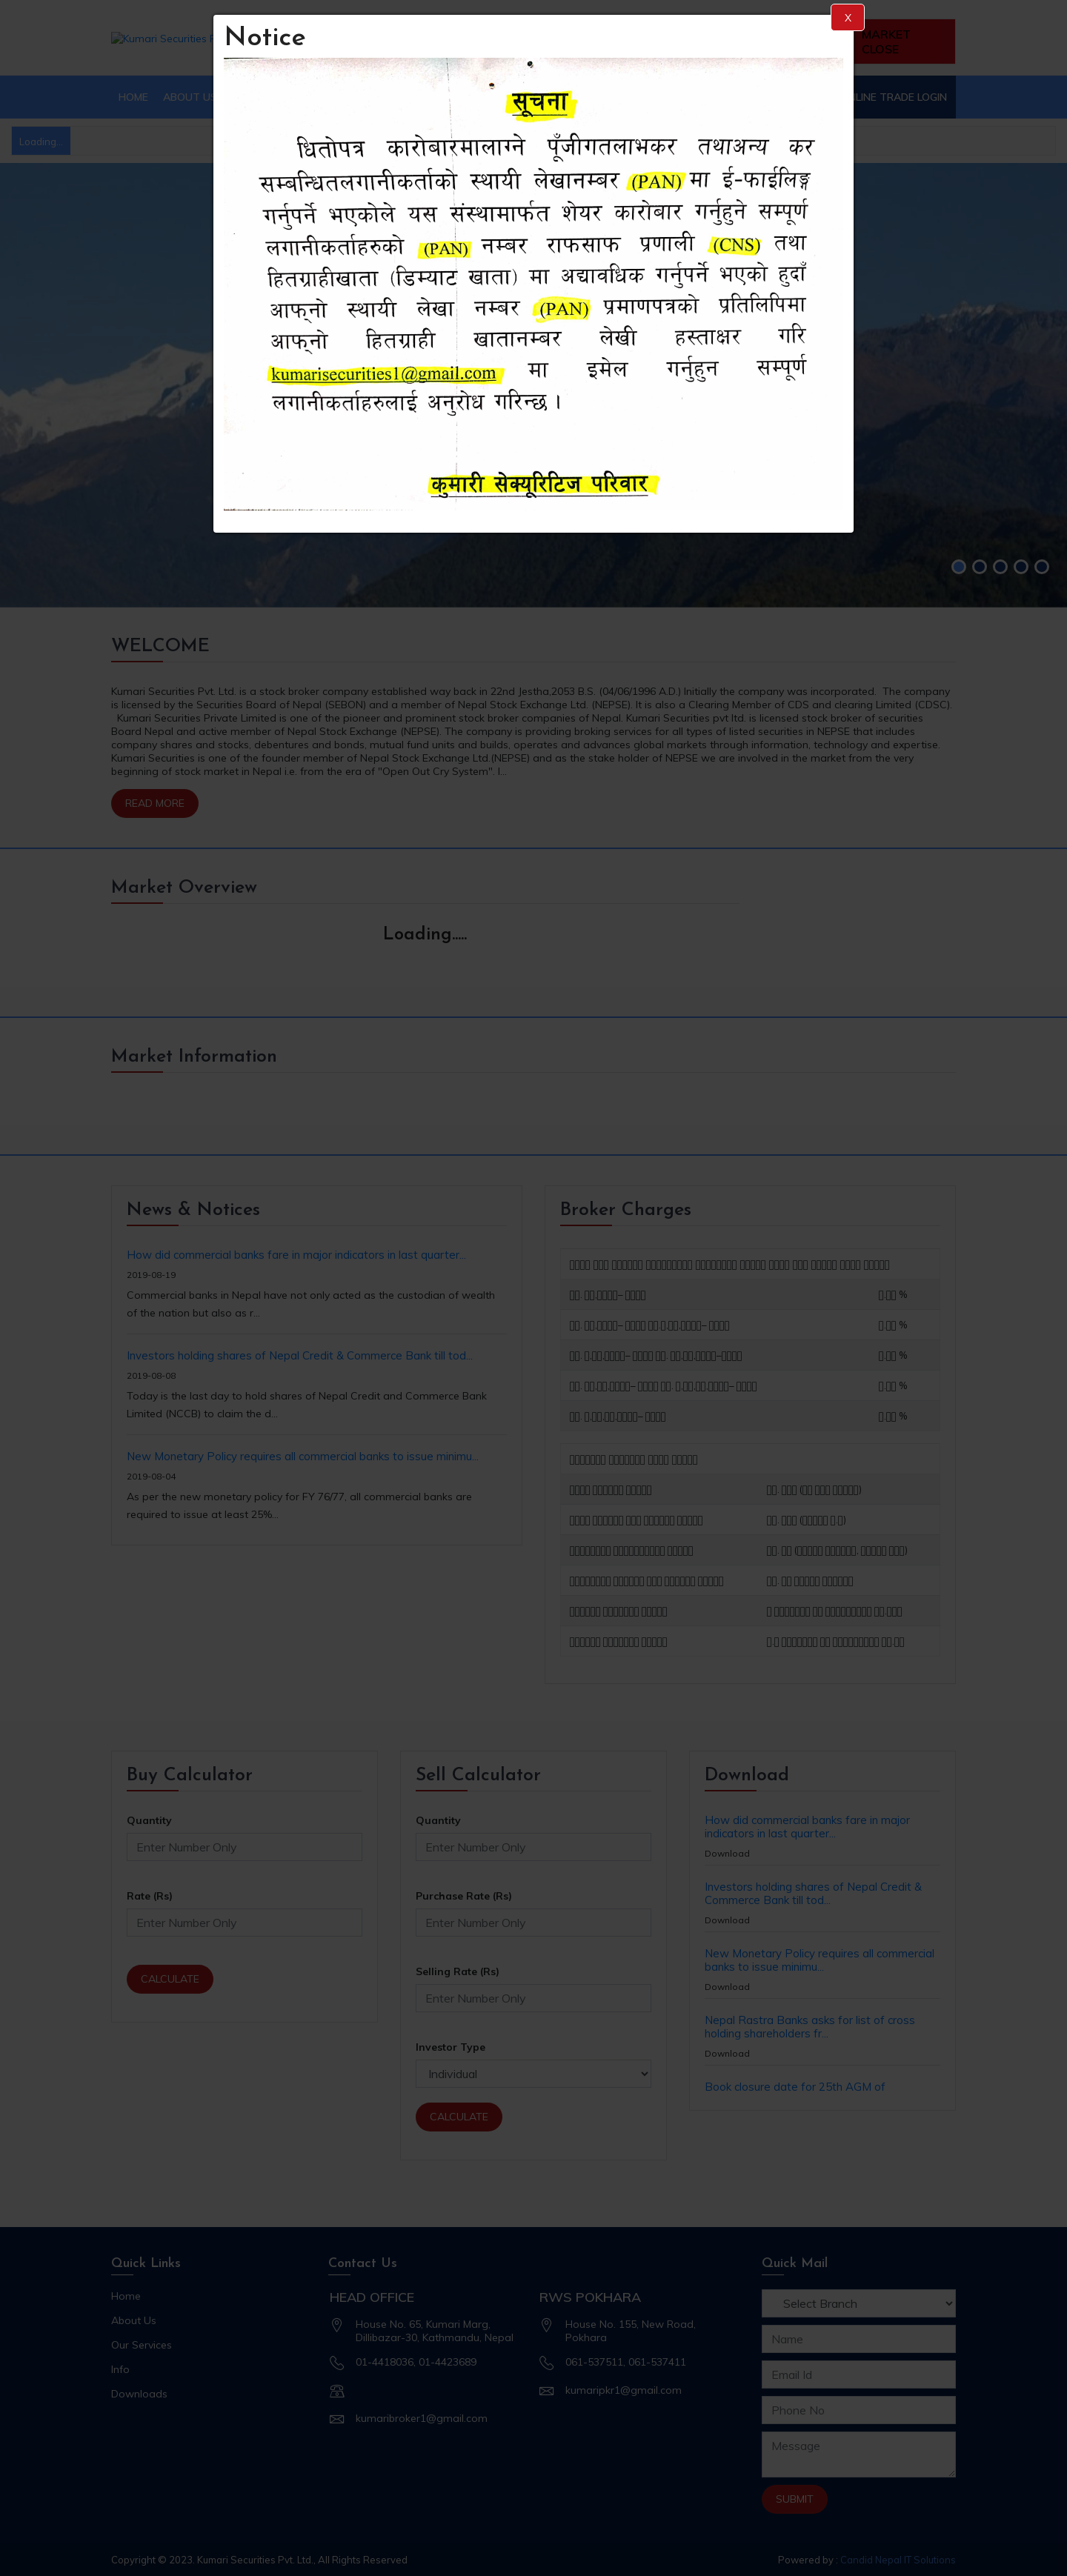 Notice
X
MARKET
CLOSE
Kumari Securities P
HOME
ABOUT US
LINE TRADE LOGIN
Loading...
सूचना
धितोपत्र कारोबारमालाग्ने पूँजीगतलाभकर तथाअन्य कर
सम्बन्धितलगानीकर्ताको स्थायी लेखानम्बर (PAN) मा ई-फाईलिङ्ग
गर्नुपर्ने भएकोले यस संस्थामार्फत शेयर कारोबार गर्नुहुने सम्पूर्ण
लगानीकर्ताहरुको (PAN) नम्बर राफसाफ प्रणाली (CNS) तथा
हितग्राहीखाता (डिम्याट खाता) मा अद्यावधिक गर्नुपर्ने भएको हुदाँ
आफ्नो स्थायी लेखा नम्बर (PAN) प्रमाणपत्रको प्रतिलिपिमा
आफ्नो हितग्राही खातानम्बर लेखी हस्ताक्षर गरि
kumarisecurities1@gmail.com मा इमेल गर्नुहुन सम्पूर्ण
लगानीकर्ताहरुलाई अनुरोध गरिन्छ ।
कुमारी सेक्यूरिटिज परिवार
WELCOME
Kumari Securities Pvt. Ltd. is a stock broker company established way back in 22nd Jestha,2053 B.S. (04/06/1996 A.D.) Initially the company was incorporated. The company
is licensed by the Securities Board of Nepal (SEBON) and a member of Nepal Stock Exchange Ltd. (NEPSE). It is also a Clearing Member of CDS and clearing Limited (CDSC).
Kumari Securities Private Limited is one of the pioneer and prominent stock broker companies of Nepal. Kumari Securities pvt ltd. is licensed stock broker of securities
Board Nepal and active member of Nepal Stock Exchange (NEPSE). The company is providing broking services for all types of listed securities in NEPSE that includes
company shares and stocks, debentures and bonds, mutual fund units and builds, operates and advances global markets through information, technology and expertise.
Kumari Securities is one of the founder member of Nepal Stock Exchange Ltd.(NEPSE) and as the stake holder of NEPSE we are involved in the market from the very
beginning of stock market in Nepal i.e. from the era of "Open Out Cry System". I...
READ MORE
Market Overview
Loading.....
Market Information
News & Notices
How did commercial banks fare in major indicators in last quarter...
2019-08-19
Commercial banks in Nepal have not only acted as the custodian of wealth
of the nation but also as r...
Investors holding shares of Nepal Credit & Commerce Bank till tod...
2019-08-08
Today is the last day to hold shares of Nepal Credit and Commerce Bank
Limited (NCCB) to claim the d...
New Monetary Policy requires all commercial banks to issue minimu...
2019-08-04
As per the new monetary policy for FY 76/77, all commercial banks are
required to issue at least 25%...
Broker Charges
%
%
%
%
%
Buy Calculator
Quantity
Enter Number Only
Rate (Rs)
Enter Number Only
CALCULATE
Sell Calculator
Quantity
Enter Number Only
Purchase Rate (Rs)
Enter Number Only
Selling Rate (Rs)
Enter Number Only
Investor Type
Individual
CALCULATE
Download
How did commercial banks fare in major
indicators in last quarter...
Download
Investors holding shares of Nepal Credit &
Commerce Bank till tod...
Download
New Monetary Policy requires all commercial
banks to issue minimu...
Download
Nepal Rastra Banks asks for list of cross
holding shareholders fr...
Download
Book closure date for 25th AGM of
Quick Links
Home
About Us
Our Services
Info
Downloads
Contact Us
HEAD OFFICE
House No. 65, Kumari Marg,
Dillibazar-30, Kathmandu, Nepal
01-4418036, 01-4423689
kumaribroker1@gmail.com
RWS POKHARA
House No. 155, New Road,
Pokhara
061-537511, 061-537411
kumaripkr1@gmail.com
Quick Mail
Select Branch
Name
Email Id
Phone No
Message
SUBMIT
Copyright © 2023. Kumari Securities Pvt. Ltd., All Rights Reserved
Powered by : Candid Nepal IT Solutions